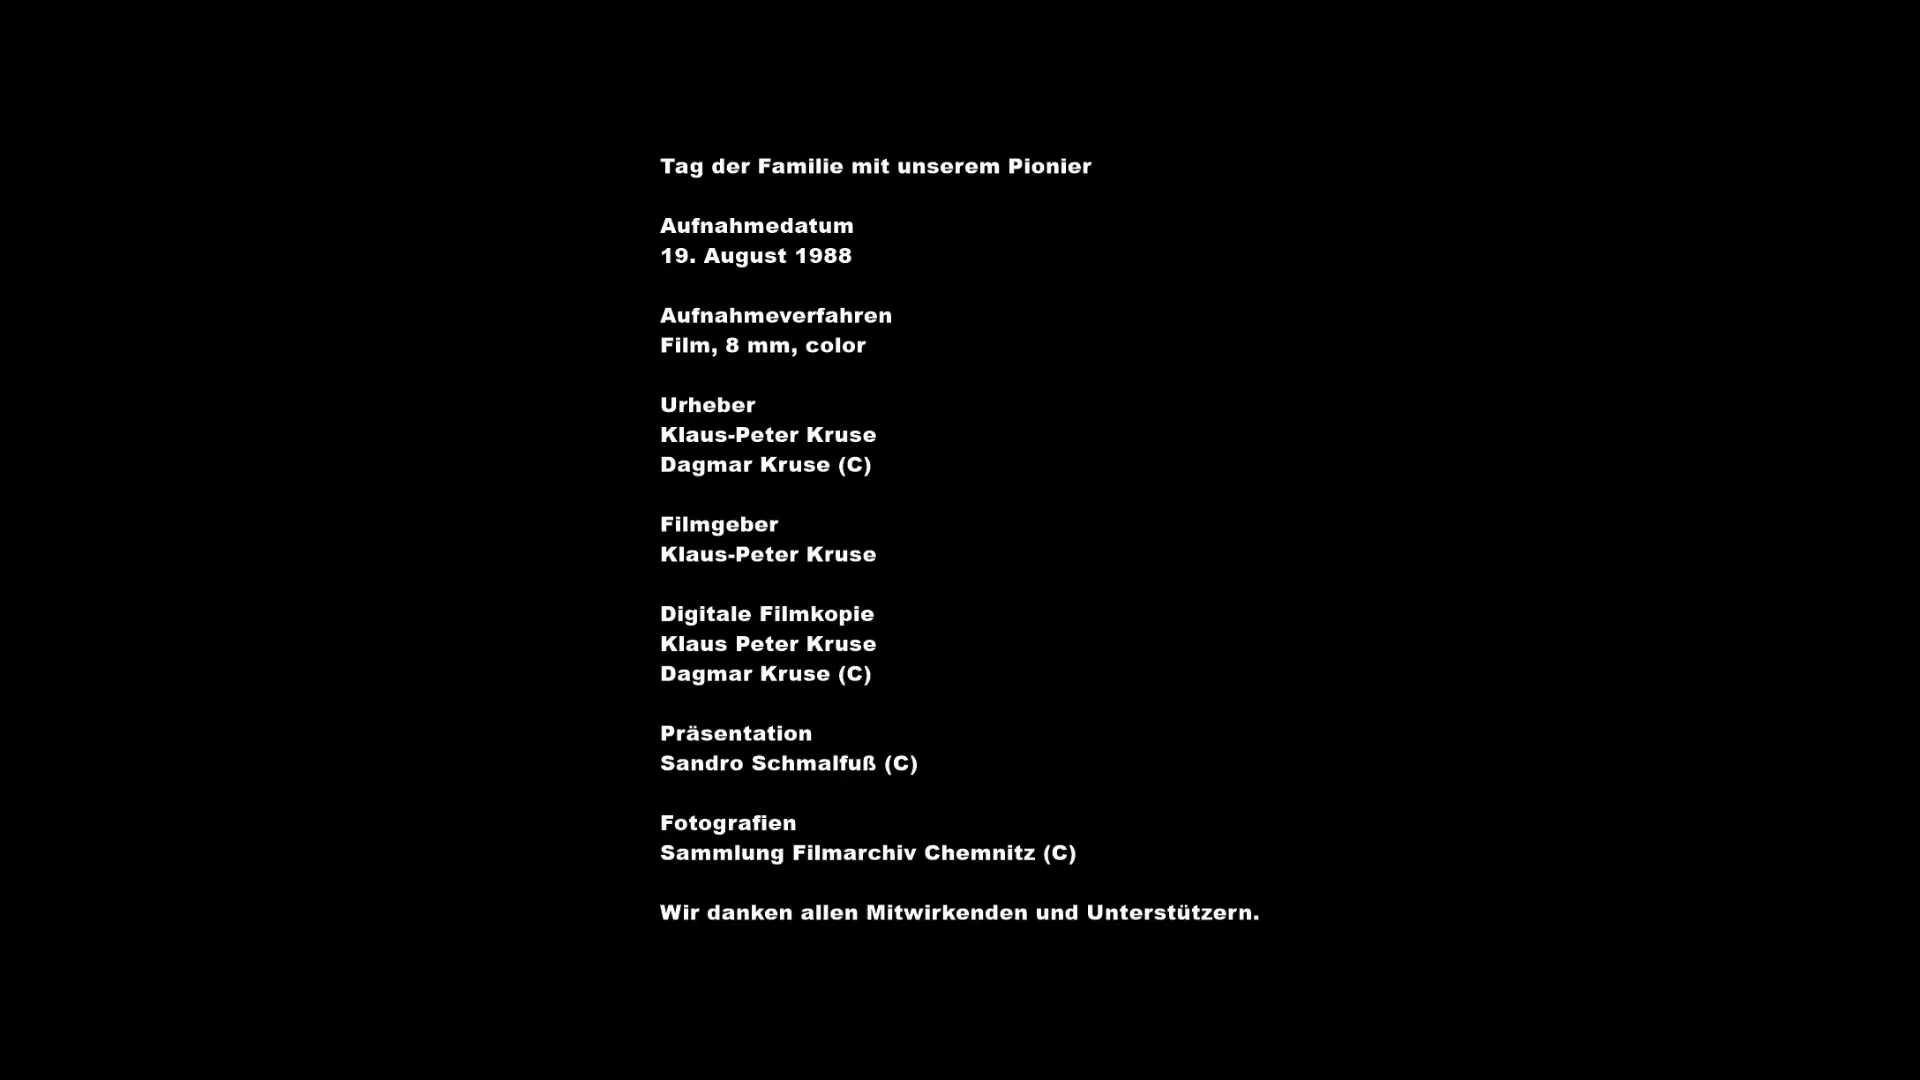 Tag der Familie mit unserem Pionier
Aufnahmedatum
19. August 1988
Aufnahmeverfahren
Film, 8 mm, color
Urheber
Klaus-Peter Kruse
Dagmar Kruse (C)
Filmgeber
Klaus-Peter Kruse
Digitale Filmkopie
Klaus Peter Kruse
Dagmar Kruse (C)
Präsentation
Sandro Schmalfuß (C)
Fotografien
Sammlung Filmarchiv Chemnitz (C)
Wir danken allen Mitwirkenden und Unterstützern.